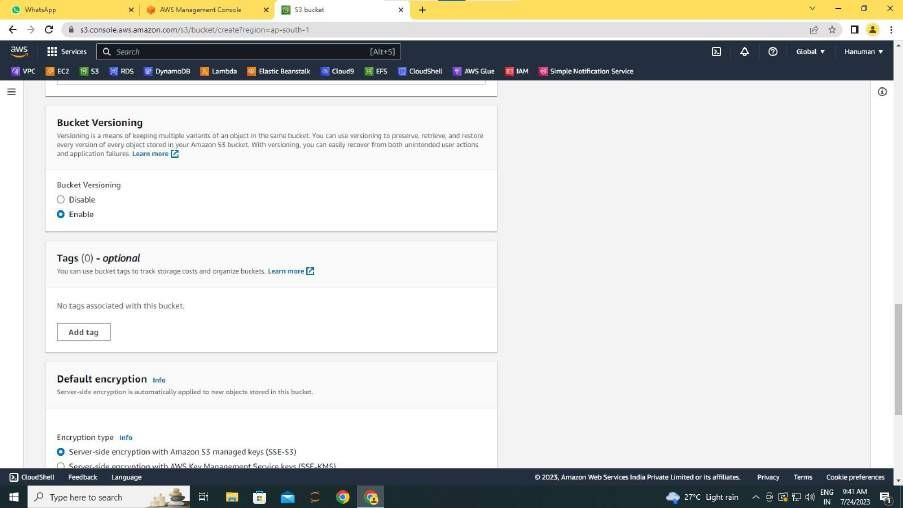 WhatsApp
AWS Management Console
S3 bucket
s3.console.aws.amazon.com/s3/bucket/create?region=ap-south-1
aws
Services
Search
[Alt+S]
Global
Hanuman
VPC
EC2
S3
RDS
DynamoDB
Lambda
Elastic Beanstalk
Cloud9
EFS
CloudShell
AWS Glue
IAM
Simple Notification Service
Bucket Versioning
Versioning is a means of keeping multiple variants of an object in the same bucket. You can use versioning to preserve, retrieve, and restore
every version of every object stored in your Amazon S3 bucket. With versioning, you can easily recover from both unintended user actions
and application failures. Learn more
Bucket Versioning
Disable
Enable
Tags (0) - optional
You can use bucket tags to track storage costs and organize buckets. Learn more
No tags associated with this bucket.
Add tag
Default encryption Info
Server-side encryption is automatically applied to new objects stored in this bucket.
Encryption type Info
Server-side encryption with Amazon S3 managed keys (SSE-S3)
Server-side encryption with AWS Key Management Service keys (SSE-KMS)
CloudShell
Feedback
Language
© 2023, Amazon Web Services India Private Limited or its affiliates.
Privacy
Terms
Cookie preferences
Type here to search
27°C Light rain
ENG
IN
9:41 AM
7/24/2023